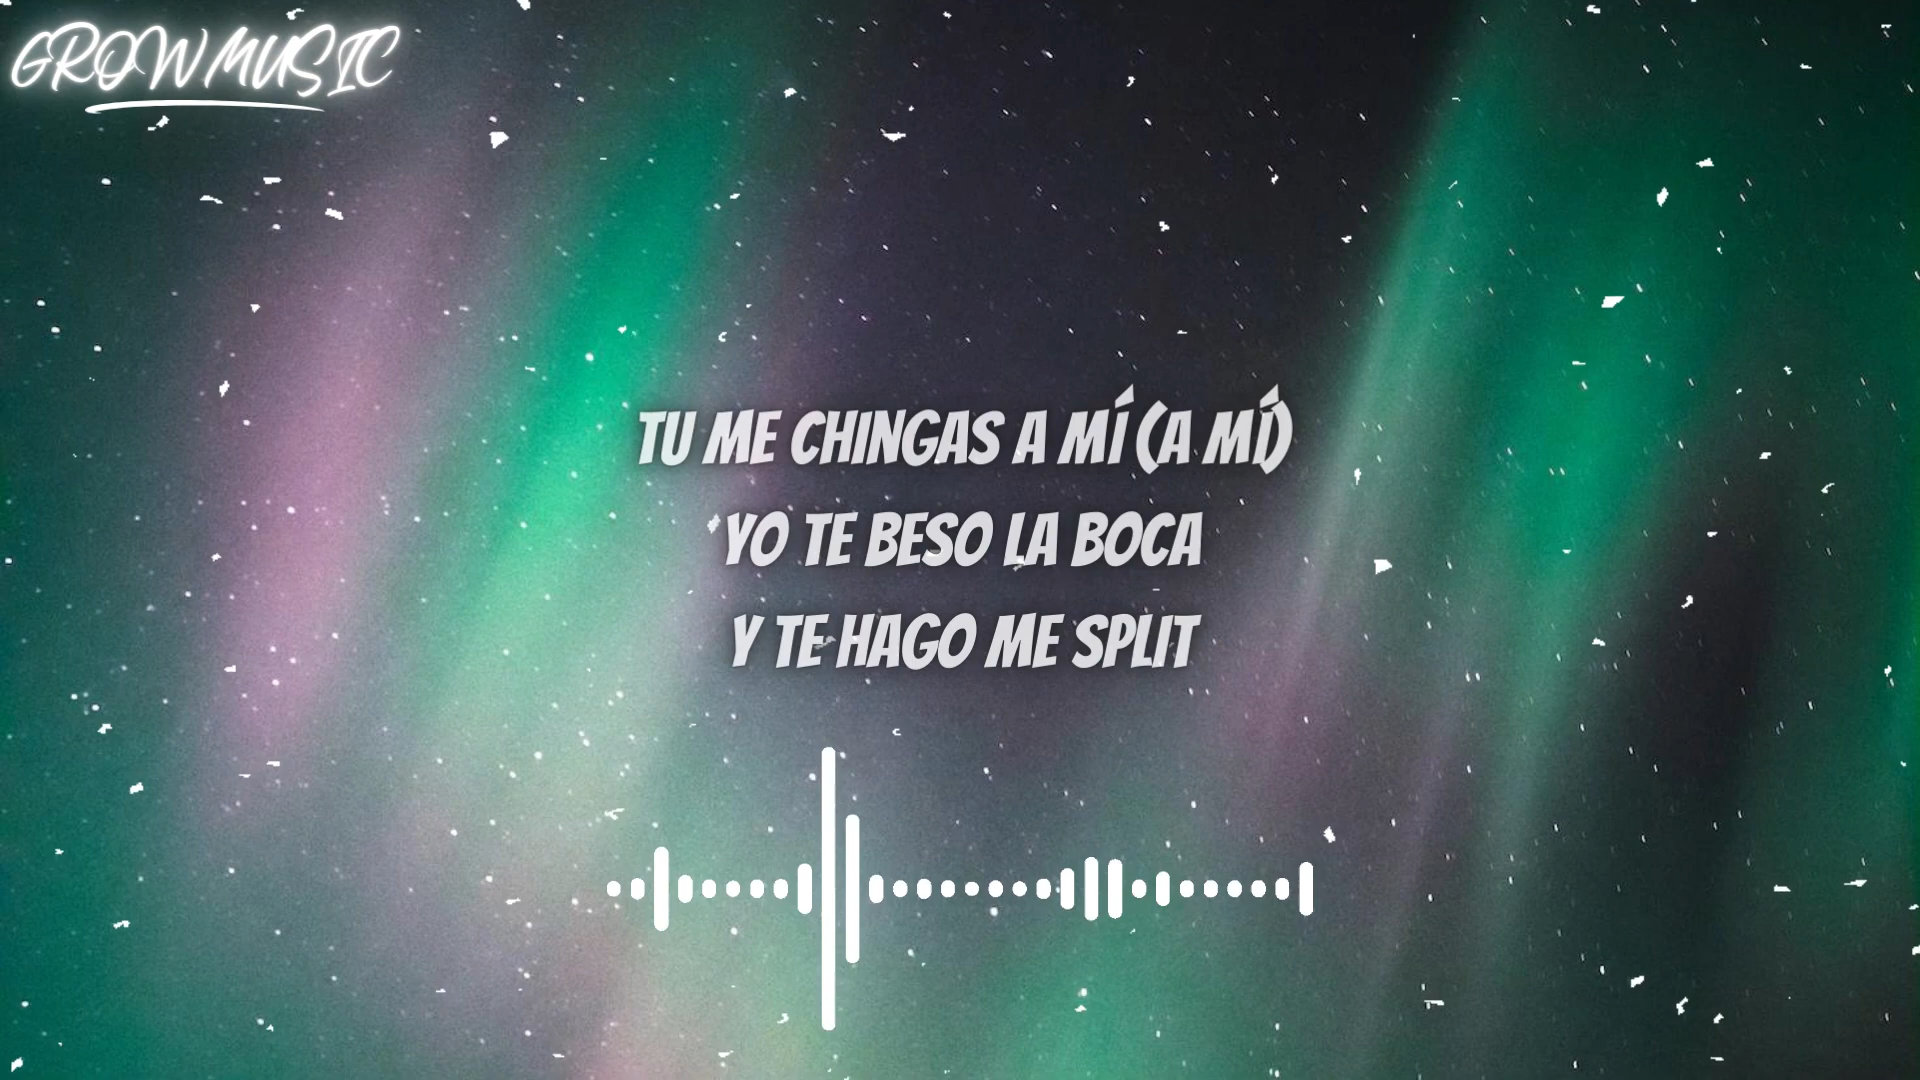 GROWMUSIC
TU ME CHINGAS A MÍ (A MÍ)
YO TE BESO LA BOCA
Y TE HAGO ME SPLIT